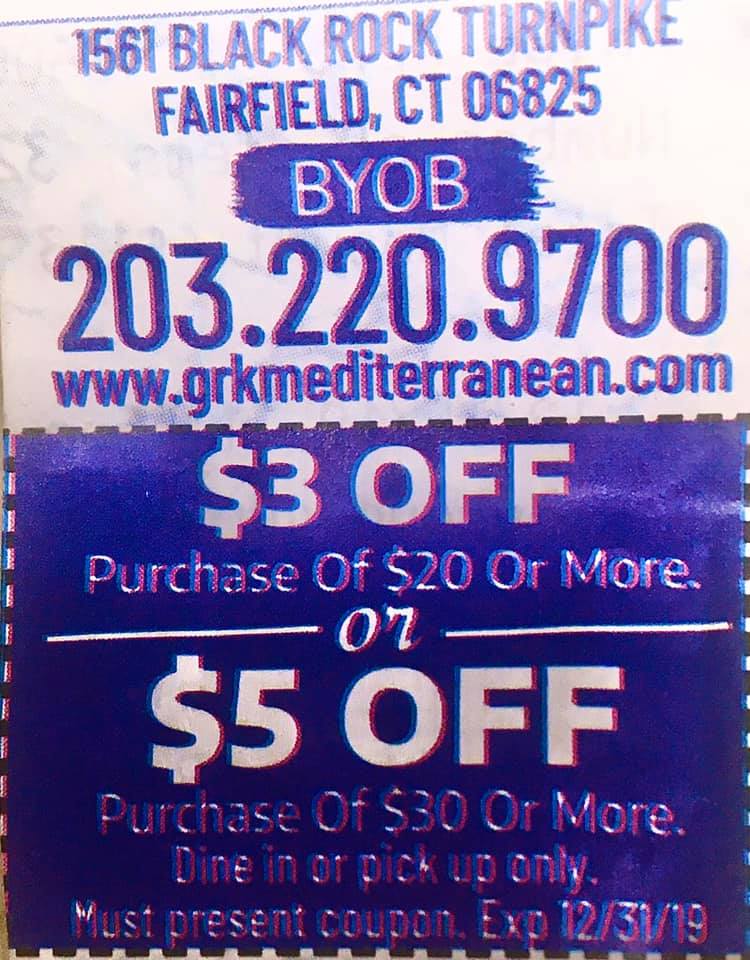 1561 BLACK ROCK TURNPIKE
FAIRFIELD, CT 06825
BYOB
203.220.9700
www.grkmediterranean.com
$3 OFF
Purchase Of $20 Or More.
or
$5 OFF
Purchase Of $30 Or More.
Dine in or pick up only.
Must present coupon. Exp 12/31/19